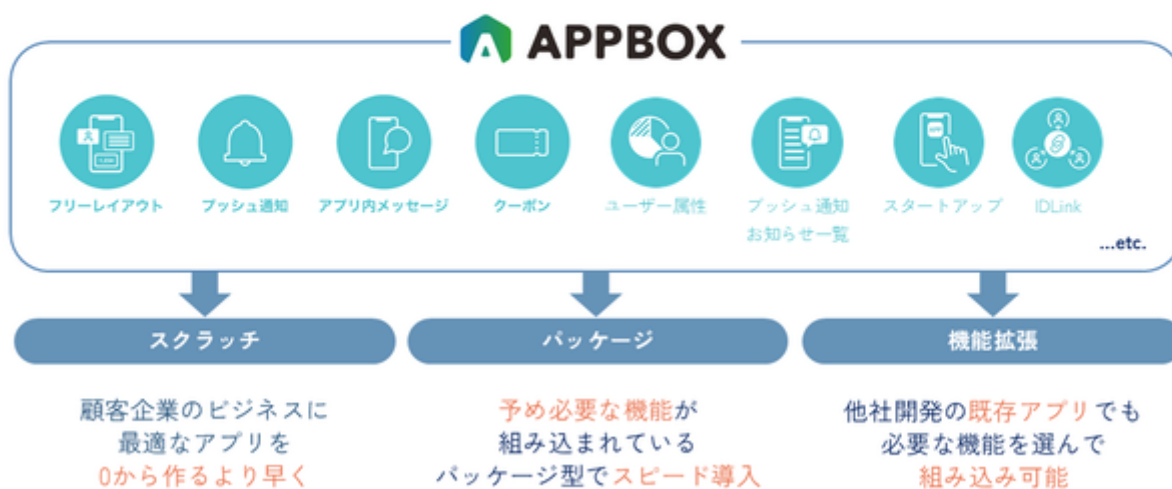 APPBOX
フリーレイアウト
プッシュ通知
アプリ内メッセージ
クーポン
ユーザー属性
プッシュ通知
お知らせ一覧
スタートアップ
IDLink
...etc.
スクラッチ
顧客企業のビジネスに
最適なアプリを
0から作るより早く
パッケージ
予め必要な機能が
組み込まれている
パッケージ型でスピード導入
機能拡張
他社開発の既存アプリでも
必要な機能を選んで
組み込み可能